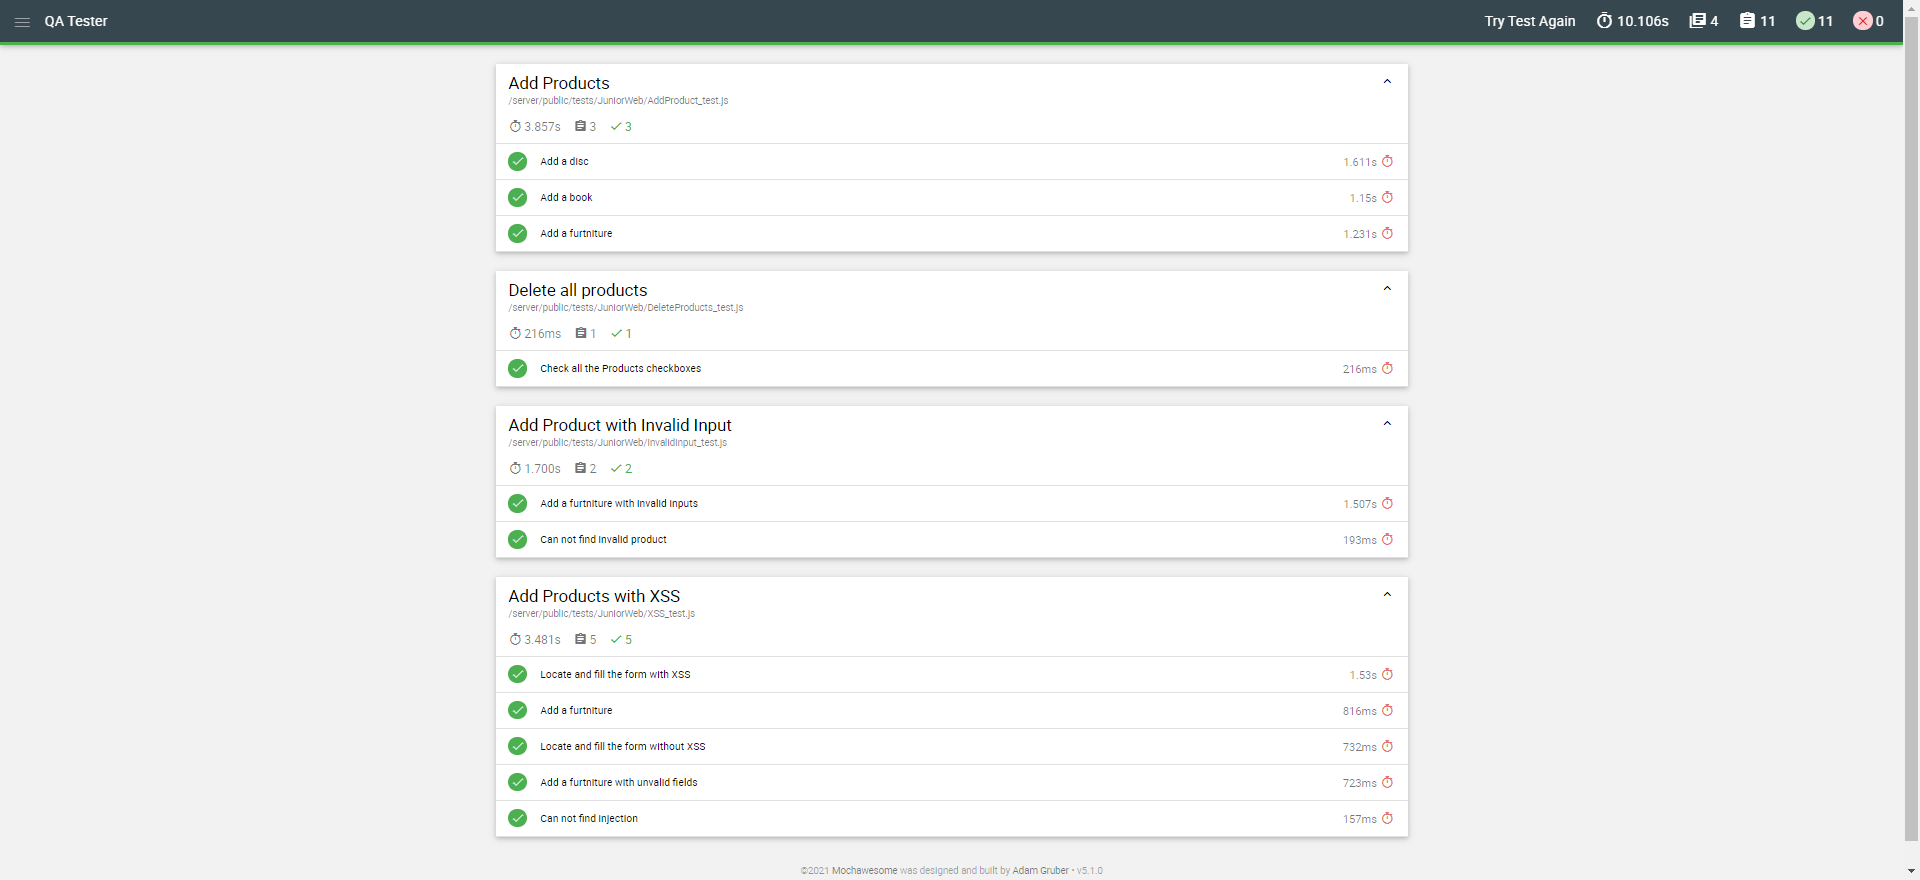 QA Tester
Try Test Again 10.106s 4 11 11 0
Add Products
/server/public/tests/JuniorWeb/AddProduct_test.js
3.857s 3 3
Add a disc 1.611s
Add a book 1.15s
Add a furtniture 1.231s
Delete all products
/server/public/tests/JuniorWeb/DeleteProducts_test.js
216ms 1 1
Check all the Products checkboxes 216ms
Add Product with Invalid Input
/server/public/tests/JuniorWeb/InvalidInput_test.js
1.700s 2 2
Add a furtniture with invalid inputs 1.507s
Can not find invalid product 193ms
Add Products with XSS
/server/public/tests/JuniorWeb/XSS_test.js
3.481s 5 5
Locate and fill the form with XSS 1.53s
Add a furtniture 816ms
Locate and fill the form without XSS 732ms
Add a furtniture with unvalid fields 723ms
Can not find injection 157ms
©2021 Mochawesome was designed and built by Adam Gruber • v5.1.0